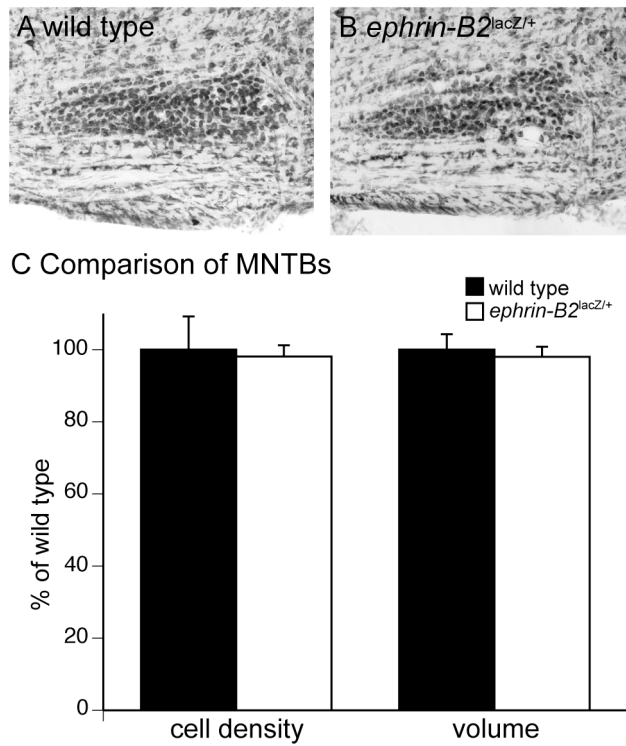 A wild type
B ephrin-B2lacZ/+
C Comparison of MNTBs
wild type
ephrin-B2lacZ/+
% of wild type
100
80
60
40
20
0
cell density
volume